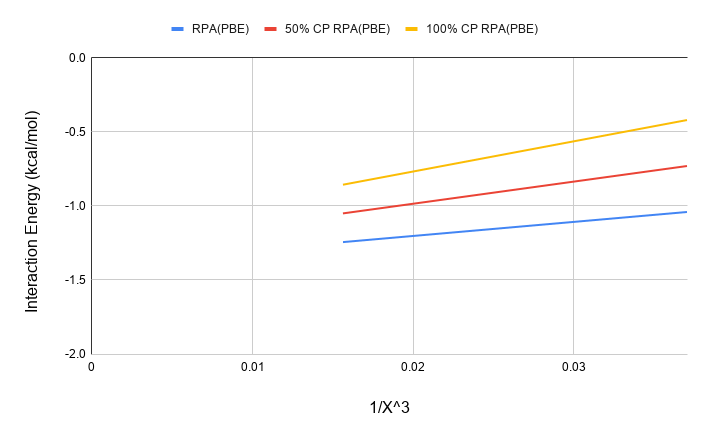 RPA(PBE) 50% CP RPA(PBE) 100% CP RPA(PBE)
0.0
-0.5
-1.0
-1.5
-2.0
Interaction Energy (kcal/mol)
0 0.01 0.02 0.03
1/X^3